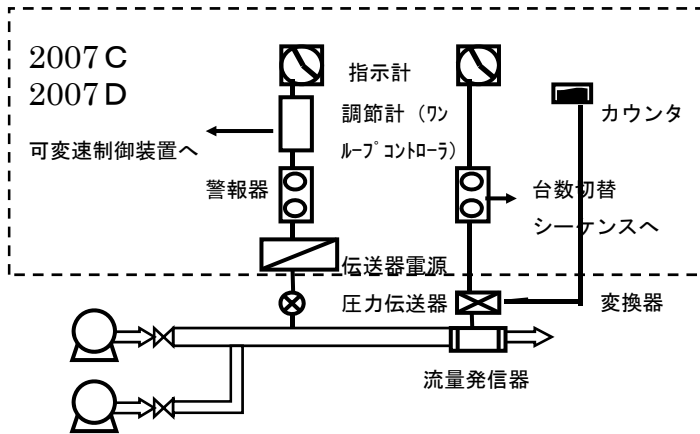 2007C
2007D
指示計
調節計（ワン
ループコントローラ）
カウンタ
可変速制御装置へ
警報器
台数切替
シーケンスへ
伝送器電源
圧力伝送器
変換器
流量発信器